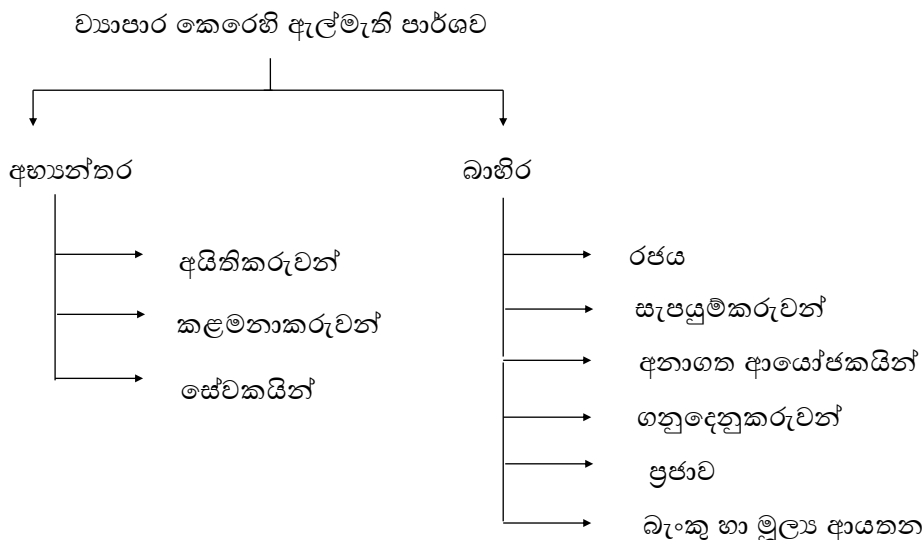 ව්‍යාපාර කෙරෙහි ඇල්මැති පාර්ශව
අභ්‍යන්තර
අයිතිකරුවන්
කළමනාකරුවන්
සේවකයින්
බාහිර
රජය
සැපයුම්කරුවන්
අනාගත ආයෝජකයින්
ගනුදෙනුකරුවන්
ප්‍රජාව
බැංකු හා මූල්‍ය ආයතන